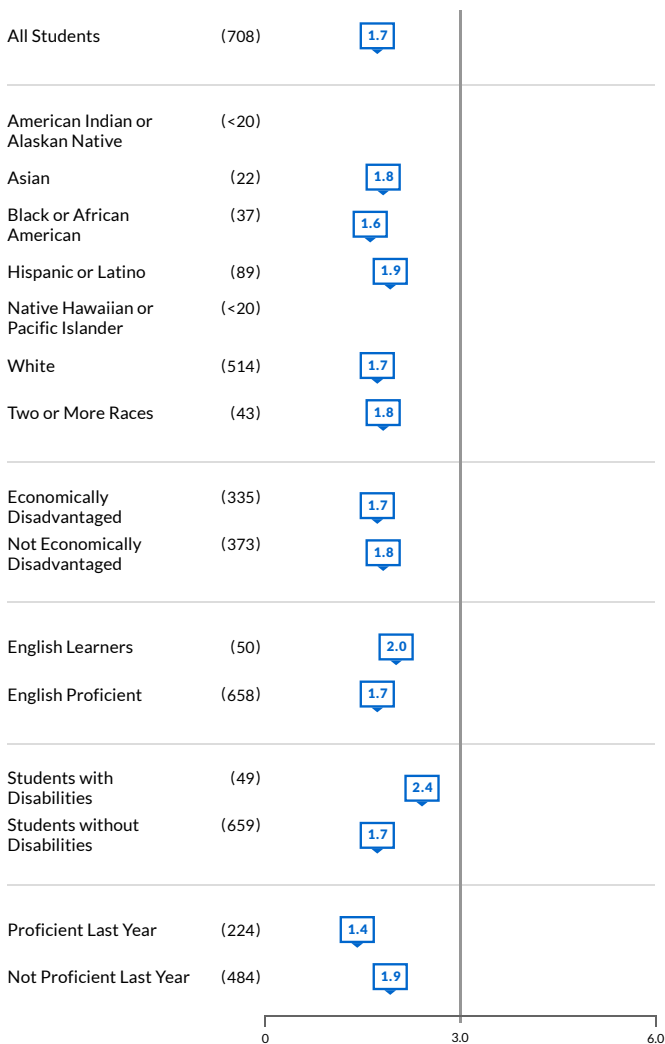 All Students (708) 1.7
American Indian or (<20)
Alaskan Native
Asian (22) 1.8
Black or African (37) 1.6
American
Hispanic or Latino (89) 1.9
Native Hawaiian or (<20)
Pacific Islander
White (514) 1.7
Two or More Races (43) 1.8
Economically (335) 1.7
Disadvantaged
Not Economically (373) 1.8
Disadvantaged
English Learners (50) 2.0
English Proficient (658) 1.7
Students with (49) 2.4
Disabilities
Students without (659) 1.7
Disabilities
Proficient Last Year (224) 1.4
Not Proficient Last Year (484) 1.9
0 3.0 6.0